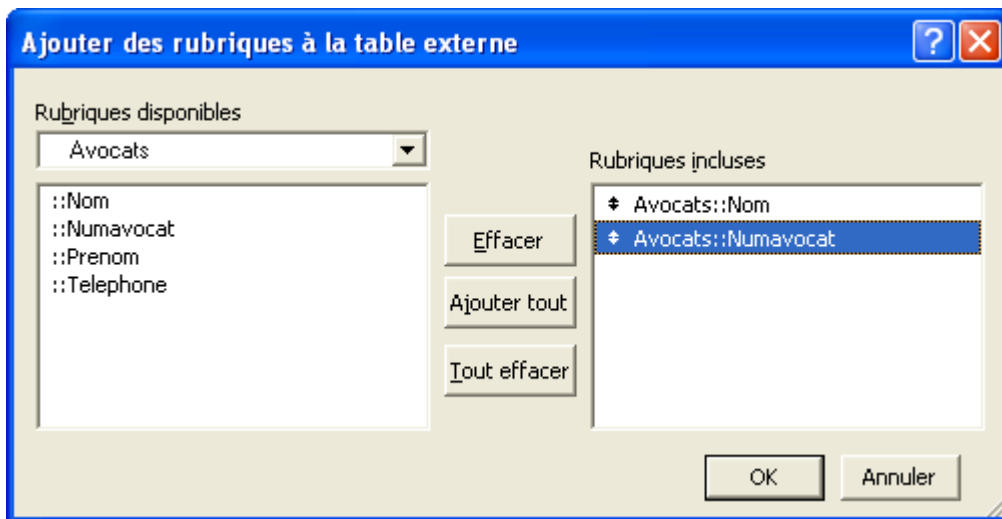 Ajouter des rubriques à la table externe
Rubriques disponibles
Avocats
::Nom
::Numavocat
::Prenom
::Telephone
Effacer
Ajouter tout
Tout effacer
Rubriques incluses
Avocats::Nom
Avocats::Numavocat
OK
Annuler